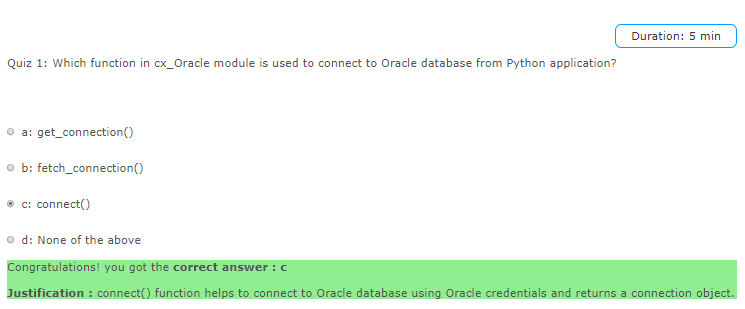 Duration: 5 min
Quiz 1: Which function in cx_Oracle module is used to connect to Oracle database from Python application?
a: get_connection()
b: fetch_connection()
c: connect()
d: None of the above
Congratulations! you got the correct answer : c
Justification : connect() function helps to connect to Oracle database using Oracle credentials and returns a connection object.